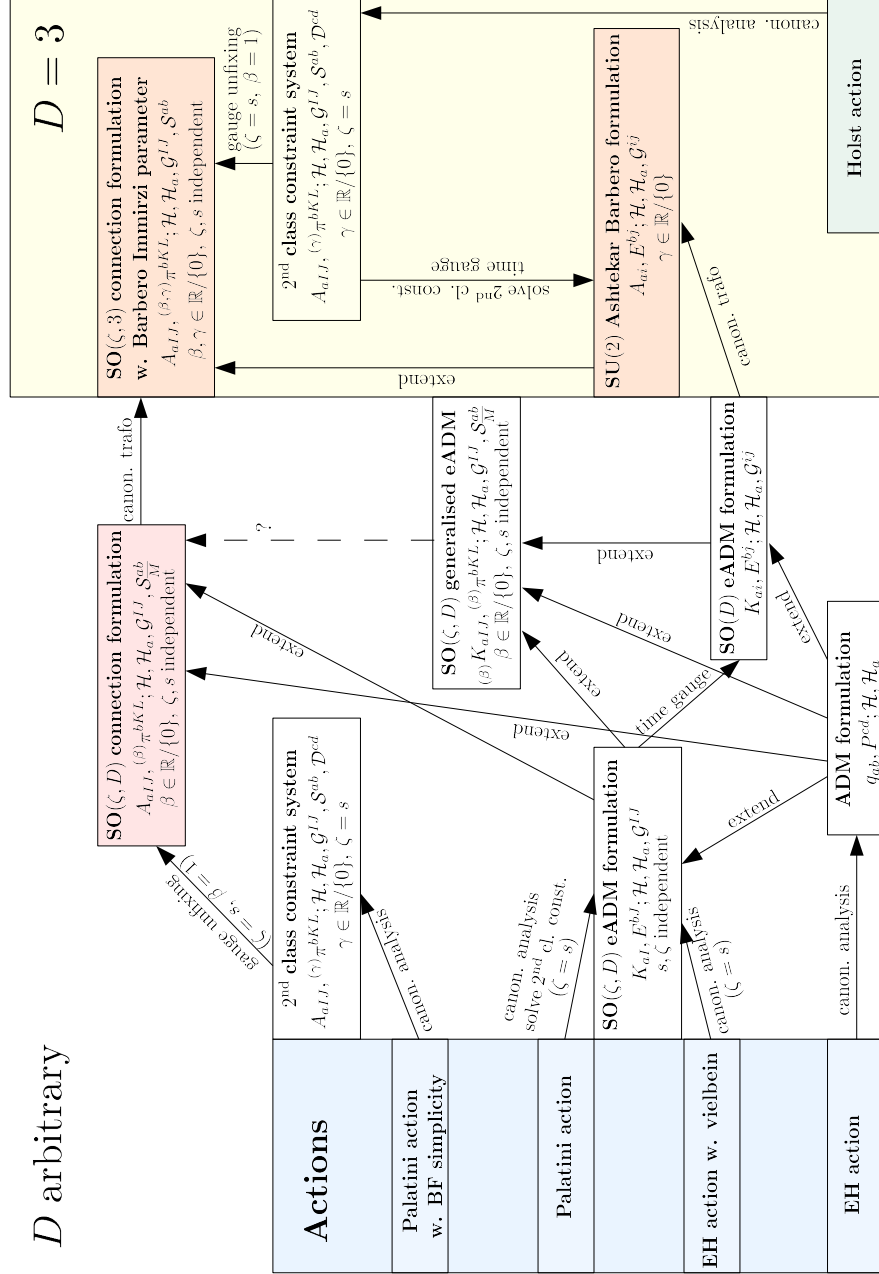 D arbitrary
D = 3
SO(ζ, D) connection formulation
A_{aIJ}, ^{(β)}π^{bKL}; ℋ, ℋ_a, 𝒢^{IJ}, 𝒮^{ab}_{M̄}
β ∈ ℝ/{0}, ζ, s independent
canon. trafo
SO(ζ, 3) connection formulation
w. Barbero Immirzi parameter
A_{aIJ}, ^{(β,γ)}π^{bKL}; ℋ, ℋ_a, 𝒢^{IJ}, 𝒮^{ab}
β, γ ∈ ℝ/{0}, ζ, s independent
gauge unfixing
(ζ = s, β = 1)
?
gauge unfixing
(ζ = s, β = 1)
Actions
2nd class constraint system
A_{aIJ}, ^{(γ)}π^{bKL}; ℋ, ℋ_a, 𝒢^{IJ}, 𝒮^{ab}, 𝒟^{cd}
γ ∈ ℝ/{0}, ζ = s
extend
2nd class constraint system
A_{aIJ}, ^{(γ)}π^{bKL}; ℋ, ℋ_a, 𝒢^{IJ}, 𝒮^{ab}, 𝒟^{cd}
γ ∈ ℝ/{0}, ζ = s
Palatini action
w. BF simplicity
canon. analysis
extend
solve 2nd cl. const.
time gauge
SO(ζ, D) generalised eADM
^{(β)}K_{aIJ}, ^{(β)}π^{bKL}; ℋ, ℋ_a, 𝒢^{IJ}, 𝒮^{ab}_{M̄}
β ∈ ℝ/{0}, ζ, s independent
Palatini action
canon. analysis
solve 2nd cl. const.
(ζ = s)
extend
extend
extend
extend
SO(ζ, D) eADM formulation
K_{aI}, E^{bJ}; ℋ, ℋ_a, 𝒢^{IJ}
s, ζ independent
SU(2) Ashtekar Barbero formulation
A_{ai}, E^{bj}; ℋ, ℋ_a, 𝒢^{ij}
γ ∈ ℝ/{0}
canon. analysis
EH action w. vielbein
canon. analysis
(ζ = s)
time gauge
SO(D) eADM formulation
K_{ai}, E^{bj}; ℋ, ℋ_a, 𝒢^{ij}
canon. trafo
extend
extend
EH action
canon. analysis
ADM formulation
q_{ab}, P^{cd}; ℋ, ℋ_a
Holst action